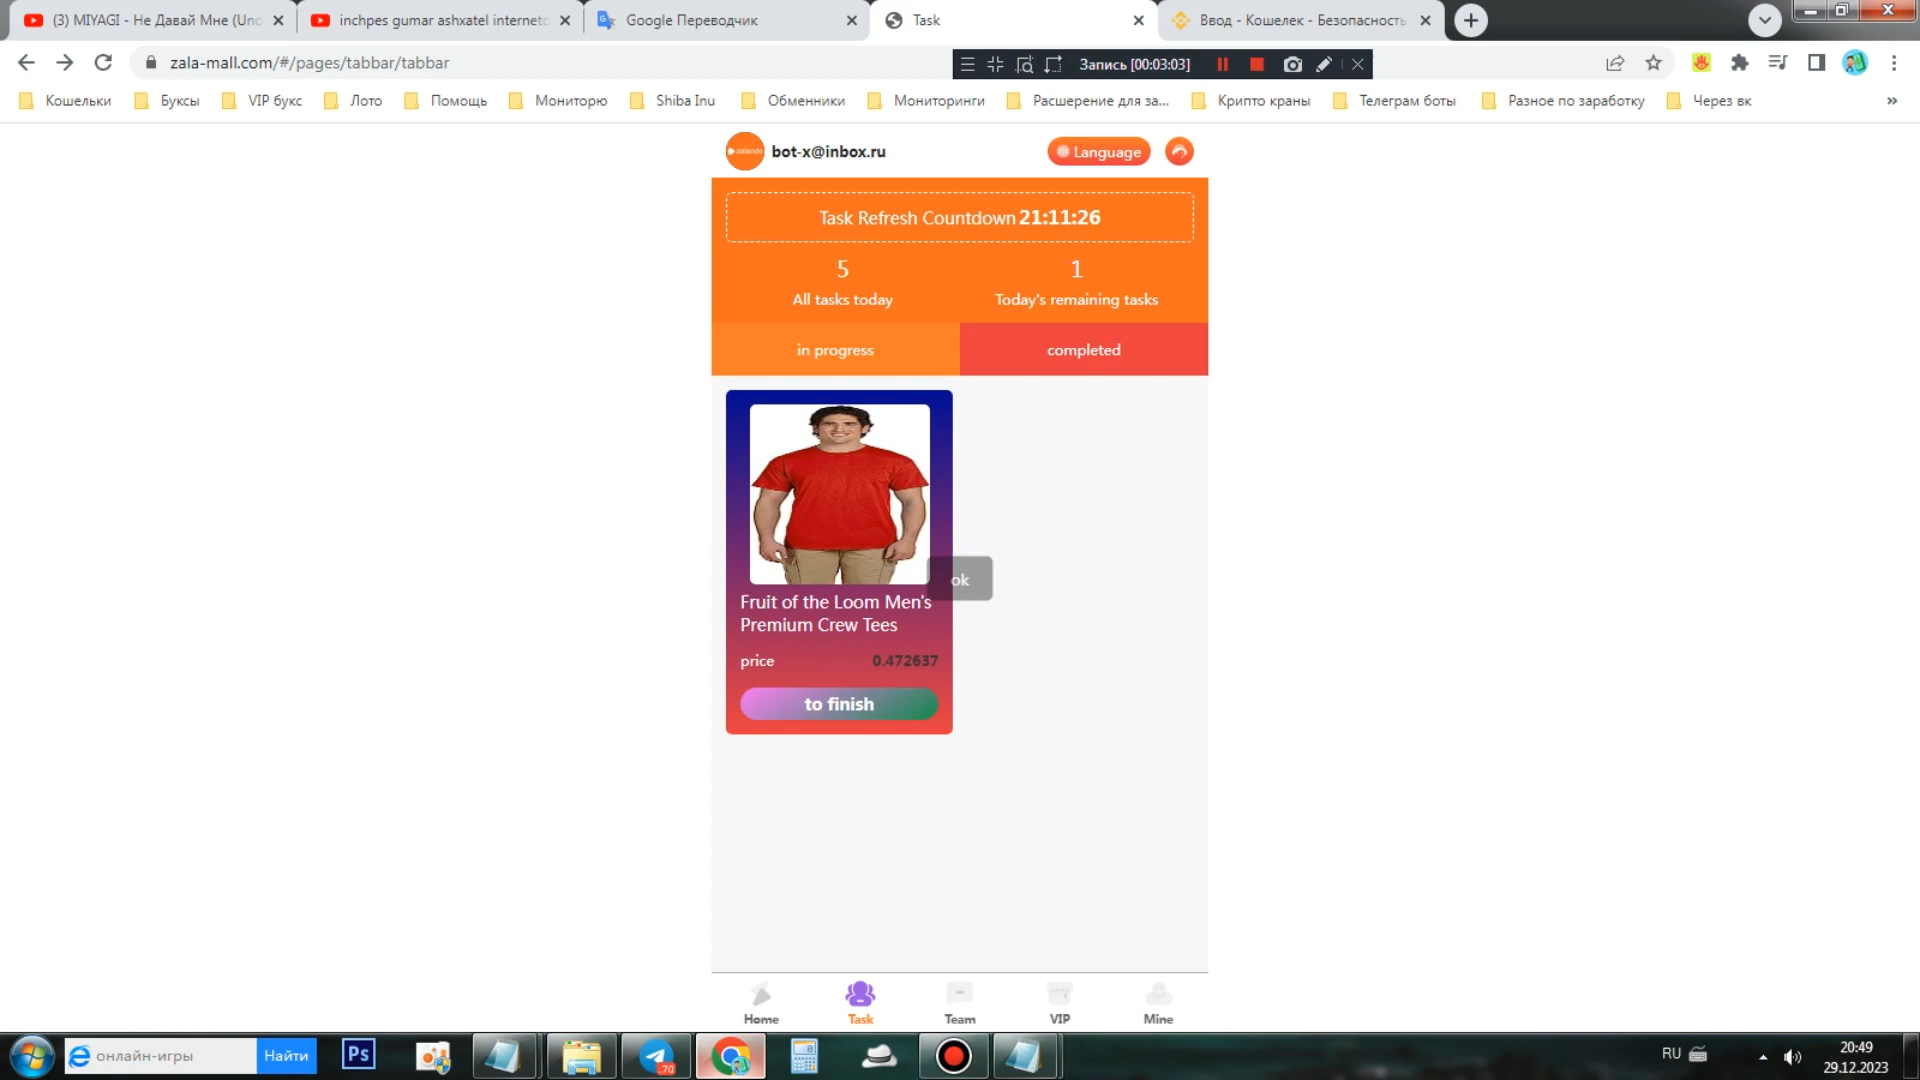 (3) MIYAGI - Не Давай Мне (Unc
inchpes gumar ashxatel internetc
Google Переводчик
Task
Ввод - Кошелек - Безопасность
zala-mall.com/#/pages/tabbar/tabbar
Запись [00:03:03]
Кошельки
Буксы
VIP букс
Лото
Помощь
Мониторю
Shiba Inu
Обменники
Мониторинги
Расшерение для за...
Крипто краны
Телеграм боты
Разное по заработку
Через вк
»
zalando
bot-x@inbox.ru
Language
Task Refresh Countdown 21:11:26
5
1
All tasks today
Today's remaining tasks
in progress
completed
ok
Fruit of the Loom Men's
Premium Crew Tees
price
0.472637
to finish
Home
Task
Team
VIP
Mine
онлайн-игры
Найти
Ps
70
RU
20:49
29.12.2023